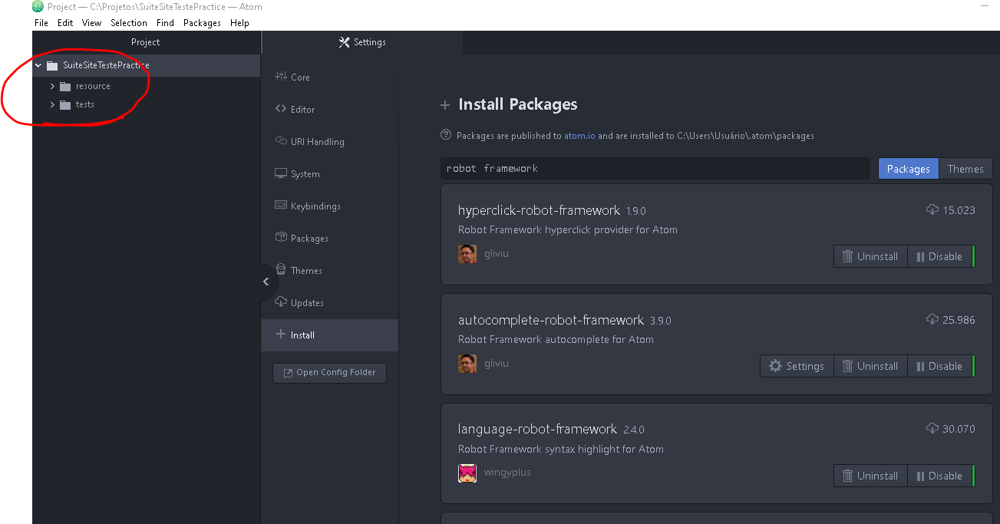 Project — C:\Projetos\SuiteSiteTestePractice — Atom
File Edit View Selection Find Packages Help
Project
SuiteSiteTestePractice
resource
tests
Settings
Core
Editor
URI Handling
System
Keybindings
Packages
Themes
Updates
Install
Open Config Folder
Install Packages
Packages are published to atom.io and are installed to C:\Users\Usuário\.atom\packages
robot framework
Packages Themes
hyperclick-robot-framework 1.9.0 15.023
Robot Framework hyperclick provider for Atom
gliviu
Uninstall Disable
autocomplete-robot-framework 3.9.0 25.986
Robot Framework autocomplete for Atom
gliviu
Settings Uninstall Disable
language-robot-framework 2.4.0 30.070
Robot Framework syntax highlight for Atom
wingyplus
Uninstall Disable